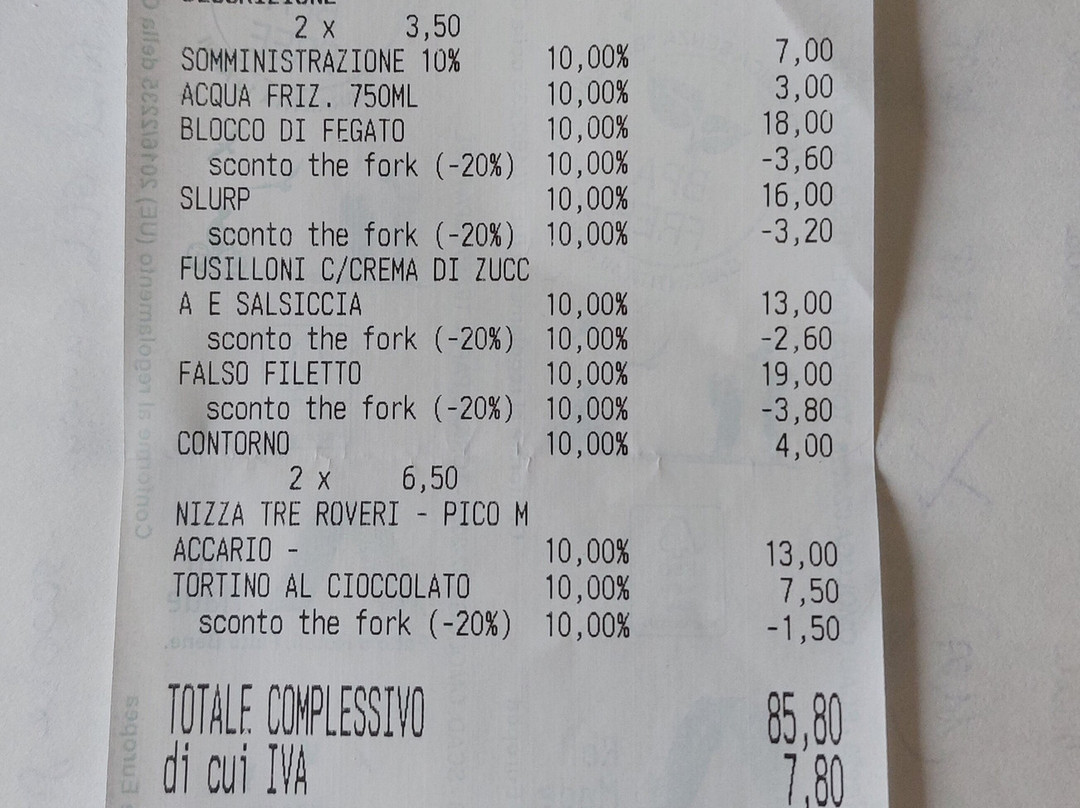 DESCRIZIONE
2 x 3,50
SOMMINISTRAZIONE 10% 10,00% 7,00
ACQUA FRIZ. 750ML 10,00% 3,00
BLOCCO DI FEGATO 10,00% 18,00
sconto the fork (-20%) 10,00% -3,60
SLURP 10,00% 16,00
sconto the fork (-20%) 10,00% -3,20
FUSILLONI C/CREMA DI ZUCC
A E SALSICCIA 10,00% 13,00
sconto the fork (-20%) 10,00% -2,60
FALSO FILETTO 10,00% 19,00
sconto the fork (-20%) 10,00% -3,80
CONTORNO 10,00% 4,00
2 x 6,50
NIZZA TRE ROVERI - PICO M
ACCARIO - 10,00% 13,00
TORTINO AL CIOCCOLATO 10,00% 7,50
sconto the fork (-20%) 10,00% -1,50
TOTALE COMPLESSIVO 85,80
di cui IVA 7,80